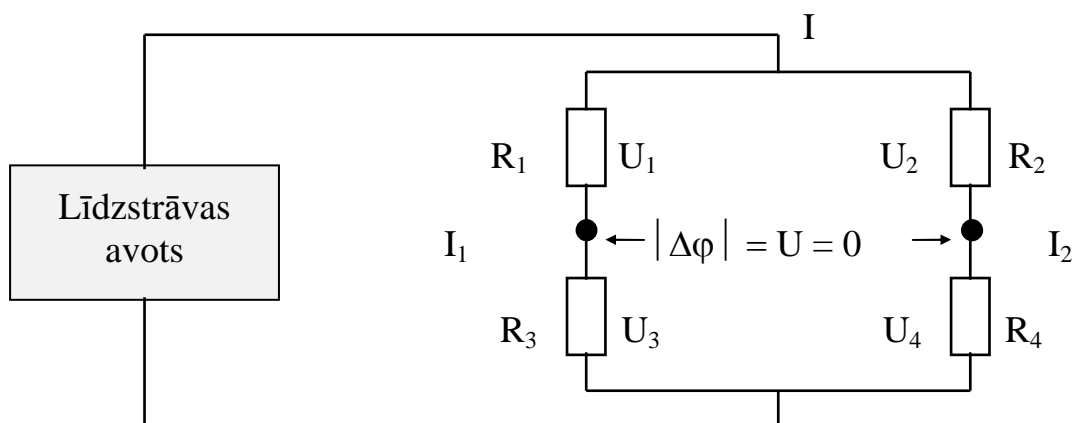 I
R₁ U₁ U₂ R₂
Līdzstrāvas
avots
I₁ |Δφ| = U = 0 I₂
R₃ U₃ U₄ R₄